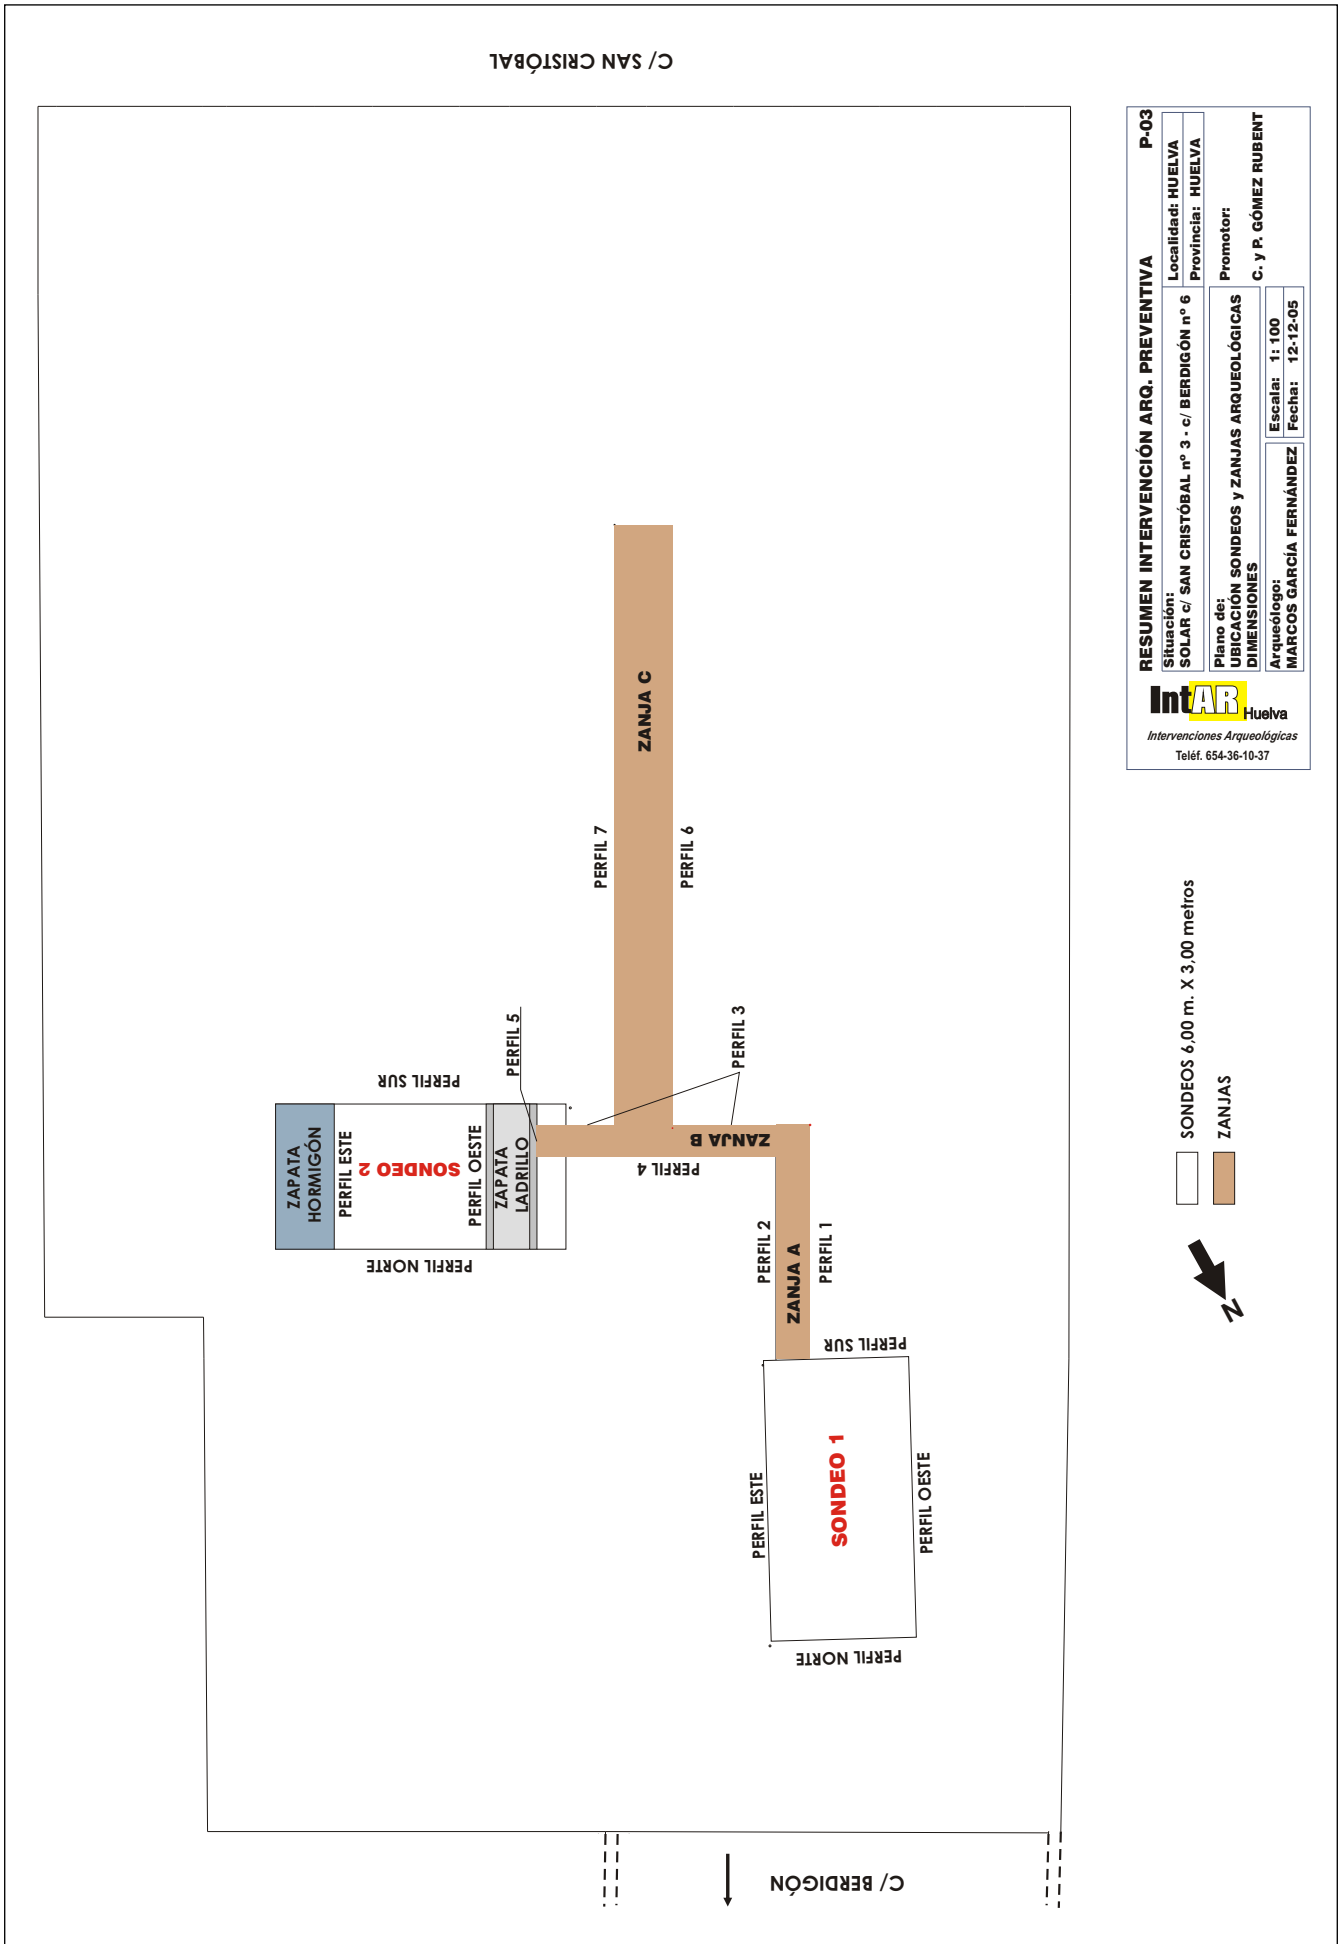 C/ SAN CRISTÓBAL
RESUMEN INTERVENCIÓN ARQ. PREVENTIVA P-03
Situación:
SOLAR c/ SAN CRISTÓBAL nº 3 - c/ BERDIGÓN nº 6
Localidad: HUELVA
Provincia: HUELVA
Plano de:
UBICACIÓN SONDEOS y ZANJAS ARQUEOLÓGICAS
DIMENSIONES
Promotor:
C. y P. GÓMEZ RUBENT
Arqueólogo:
MARCOS GARCÍA FERNÁNDEZ
Escala: 1: 100
Fecha: 12-12-05
IntAR Huelva
Intervenciones Arqueológicas
Teléf. 654-36-10-37
ZANJA C
PERFIL 7
PERFIL 6
PERFIL 5
PERFIL 3
PERFIL SUR
ZAPATA
HORMIGÓN
PERFIL ESTE
SONDEO 2
PERFIL OESTE
ZAPATA
LADRILLO
PERFIL NORTE
ZANJA B
PERFIL 4
PERFIL 2
ZANJA A
PERFIL 1
PERFIL SUR
PERFIL ESTE
SONDEO 1
PERFIL OESTE
PERFIL NORTE
SONDEOS 6,00 m. X 3,00 metros
ZANJAS
N
C/ BERDIGÓN